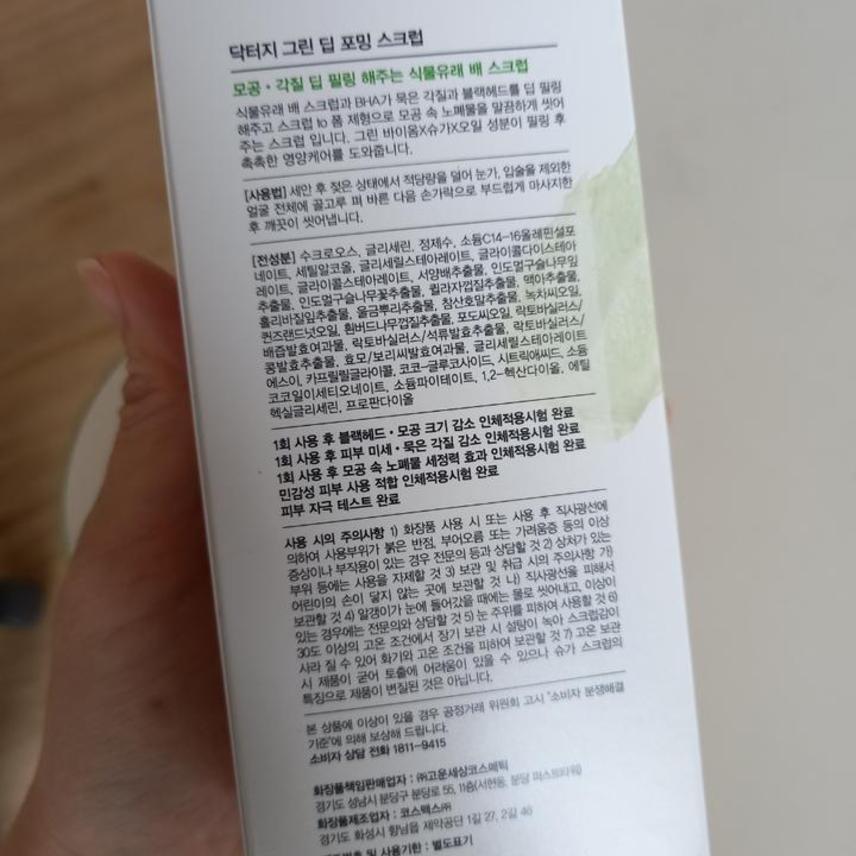 닥터지 그린 딥 포밍 스크럽
모공·각질 딥 필링 해주는 식물유래 배 스크럽
식물유래 배 스크럽과 BHA가 묵은 각질과 블랙헤드를 딥 필링
해주고 스크럽 to 폼 제형으로 모공 속 노폐물을 말끔하게 씻어
주는 스크럽 입니다. 그린 바이옴X슈가X오일 성분이 필링 후
촉촉한 영양케어를 도와줍니다.
[사용법] 세안 후 젖은 상태에서 적당량을 덜어 눈가, 입술을 제외한
얼굴 전체에 골고루 펴 바른 다음 손가락으로 부드럽게 마사지한
후 깨끗이 씻어냅니다.
[전성분] 수크로오스, 글리세린, 정제수, 소듐C14-16올레핀설포
네이트, 세틸알코올, 글리세릴스테아레이트, 글라이콜다이스테아
레이트, 글라이콜스테아레이트, 서양배추출물, 인도멀구슬나무잎
추출물, 인도멀구슬나무꽃추출물, 퀼라자껍질추출물, 맥아추출물,
홀리바질잎추출물, 울금뿌리추출물, 참산호말추출물, 녹차씨오일,
퀸즈랜드넛오일, 흰버드나무껍질추출물, 포도씨오일, 락토바실러스/
배즙발효여과물, 락토바실러스/석류발효추출물, 락토바실러스/
콩발효추출물, 효모/보리씨발효여과물, 글리세릴스테아레이트
에스이, 카프릴릴글라이콜, 코코-글루코사이드, 시트릭애씨드, 소듐
코코일이세티오네이트, 소듐파이테이트, 1,2-헥산다이올, 에틸
헥실글리세린, 프로판다이올
1회 사용 후 블랙헤드·모공 크기 감소 인체적용시험 완료
1회 사용 후 피부 미세·묵은 각질 감소 인체적용시험 완료
1회 사용 후 모공 속 노폐물 세정력 효과 인체적용시험 완료
민감성 피부 사용 적합 인체적용시험 완료
피부 자극 테스트 완료
사용 시의 주의사항 1) 화장품 사용 시 또는 사용 후 직사광선에
의하여 사용부위가 붉은 반점, 부어오름 또는 가려움증 등의 이상
증상이나 부작용이 있는 경우 전문의 등과 상담할 것 2) 상처가 있는
부위 등에는 사용을 자제할 것 3) 보관 및 취급 시의 주의사항 가)
어린이의 손이 닿지 않는 곳에 보관할 것 나) 직사광선을 피해서
보관할 것 4) 알갱이가 눈에 들어갔을 때에는 물로 씻어내고, 이상이
있는 경우에는 전문의와 상담할 것 5) 눈 주위를 피하여 사용할 것 6)
30도 이상의 고온 조건에서 장기 보관 시 설탕이 녹아 스크럽감이
사라 질 수 있어 화기와 고온 조건을 피하여 보관할 것 7) 고온 보관
시 제품이 굳어 토출에 어려움이 있을 수 있으나 슈가 스크럽의
특징으로 제품이 변질된 것은 아닙니다.
본 상품에 이상이 있을 경우 공정거래 위원회 고시 "소비자 분쟁해결
기준"에 의해 보상해 드립니다.
소비자 상담 전화 1811-9415
화장품책임판매업자 : ㈜고운세상코스메틱
경기도 성남시 분당구 분당로 55, 11층(서현동, 분당 퍼스트타워)
화장품제조업자 : 코스맥스㈜
경기도 화성시 향남읍 제약공단 1길 27, 2길 46
및 사용기한 : 별도표기